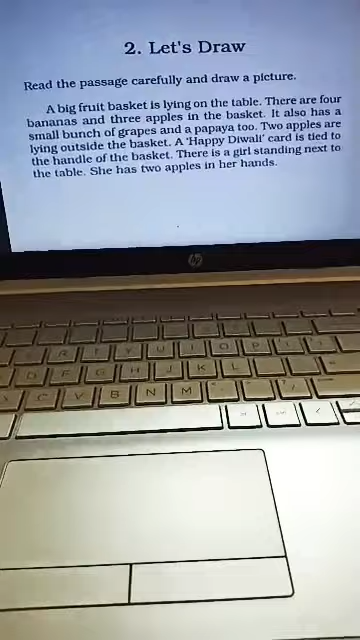 2. Let's Draw
Read the passage carefully and draw a picture.
A big fruit basket is lying on the table. There are four
bananas and three apples in the basket. It also has a
small bunch of grapes and a papaya too. Two apples are
lying outside the basket. A 'Happy Diwali' card is tied to
the handle of the basket. There is a girl standing next to
the table. She has two apples in her hands.
hp
R T Y U I O P
D F G H J K L
C V B N M